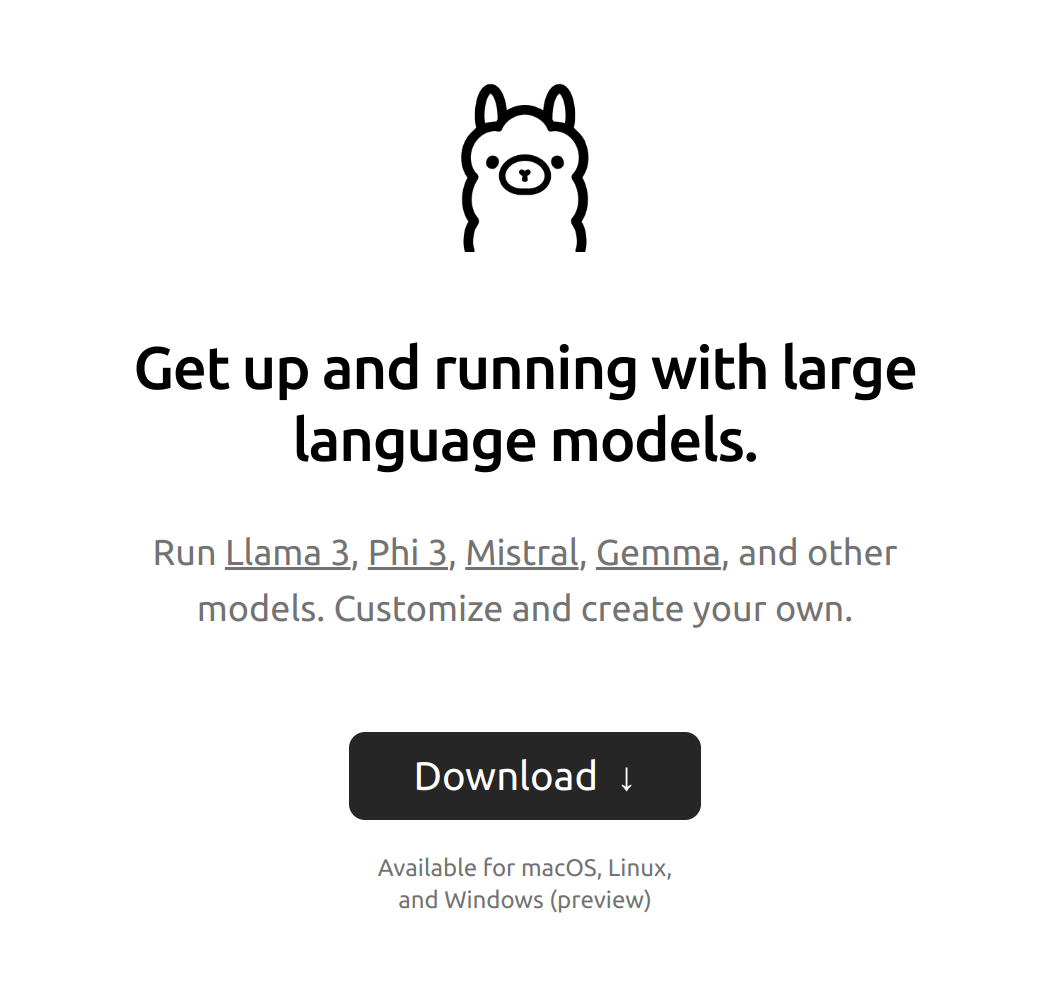 Get up and running with large
language models.
Run Llama 3, Phi 3, Mistral, Gemma, and other
models. Customize and create your own.
Download ↓
Available for macOS, Linux,
and Windows (preview)